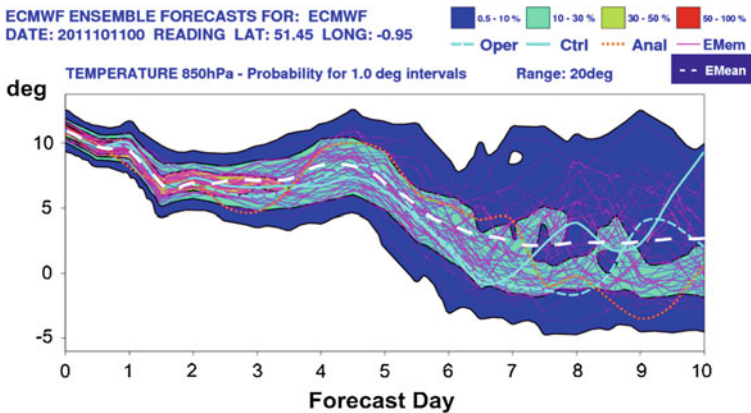 ECMWF ENSEMBLE FORECASTS FOR: ECMWF
DATE: 2011101100 READING LAT: 51.45 LONG: -0.95
0.5 - 10 % 10 - 30 % 30 - 50 % 50 - 100 %
Oper Ctrl Anal EMem
EMean
TEMPERATURE 850hPa - Probability for 1.0 deg intervals Range: 20deg
deg
10
5
0
-5
0 1 2 3 4 5 6 7 8 9 10
Forecast Day